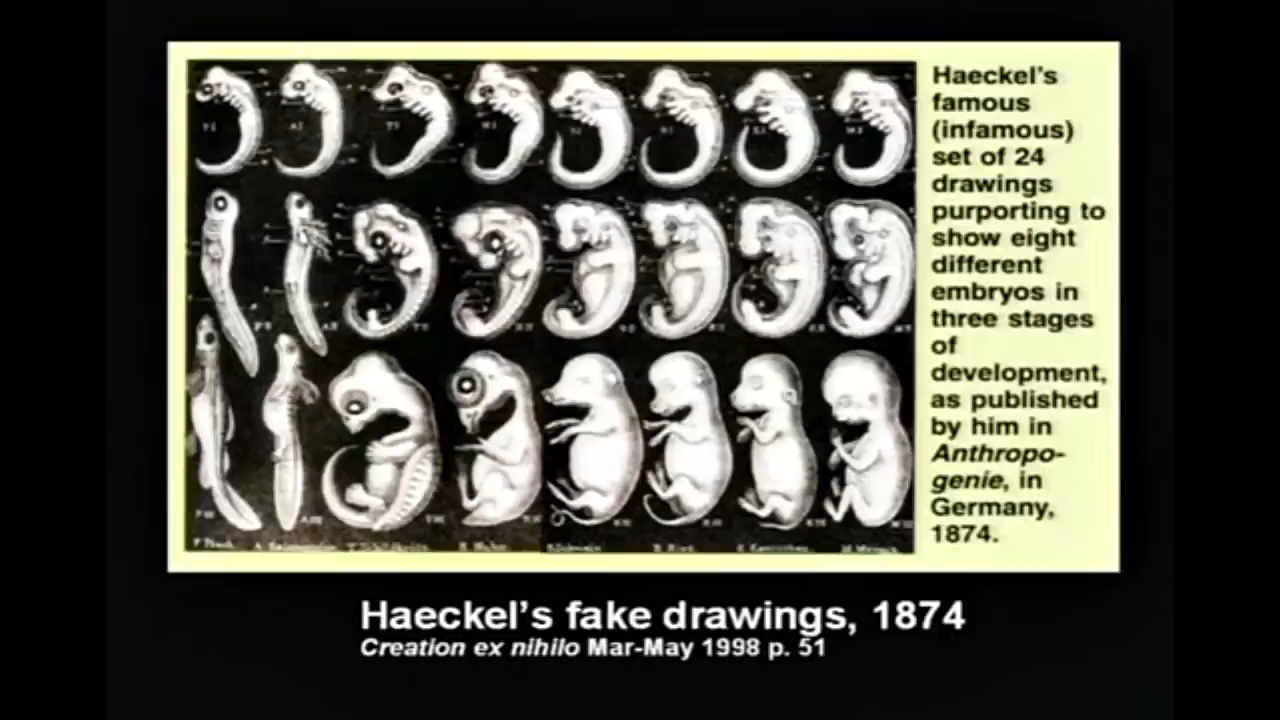 Haeckel's
famous
(infamous)
set of 24
drawings
purporting to
show eight
different
embryos in
three stages
of
development,
as published
by him in
Anthropo-
genie, in
Germany,
1874.
Haeckel's fake drawings, 1874
Creation ex nihilo Mar-May 1998 p. 51